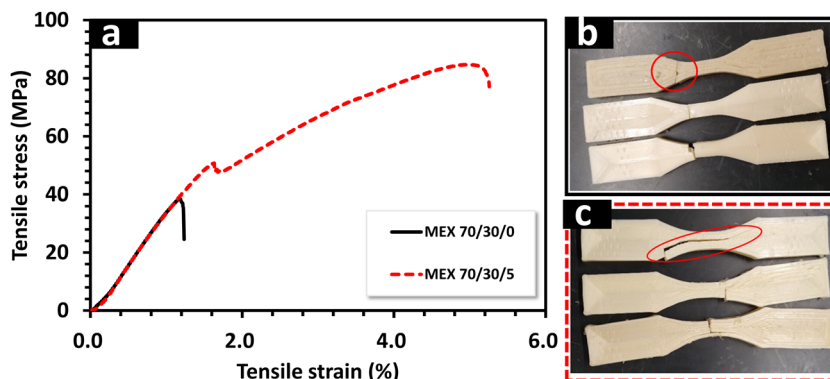 a
100
80
60
40
20
0
0.0
2.0
4.0
6.0
Tensile stress (MPa)
Tensile strain (%)
MEX 70/30/0
MEX 70/30/5
b
c